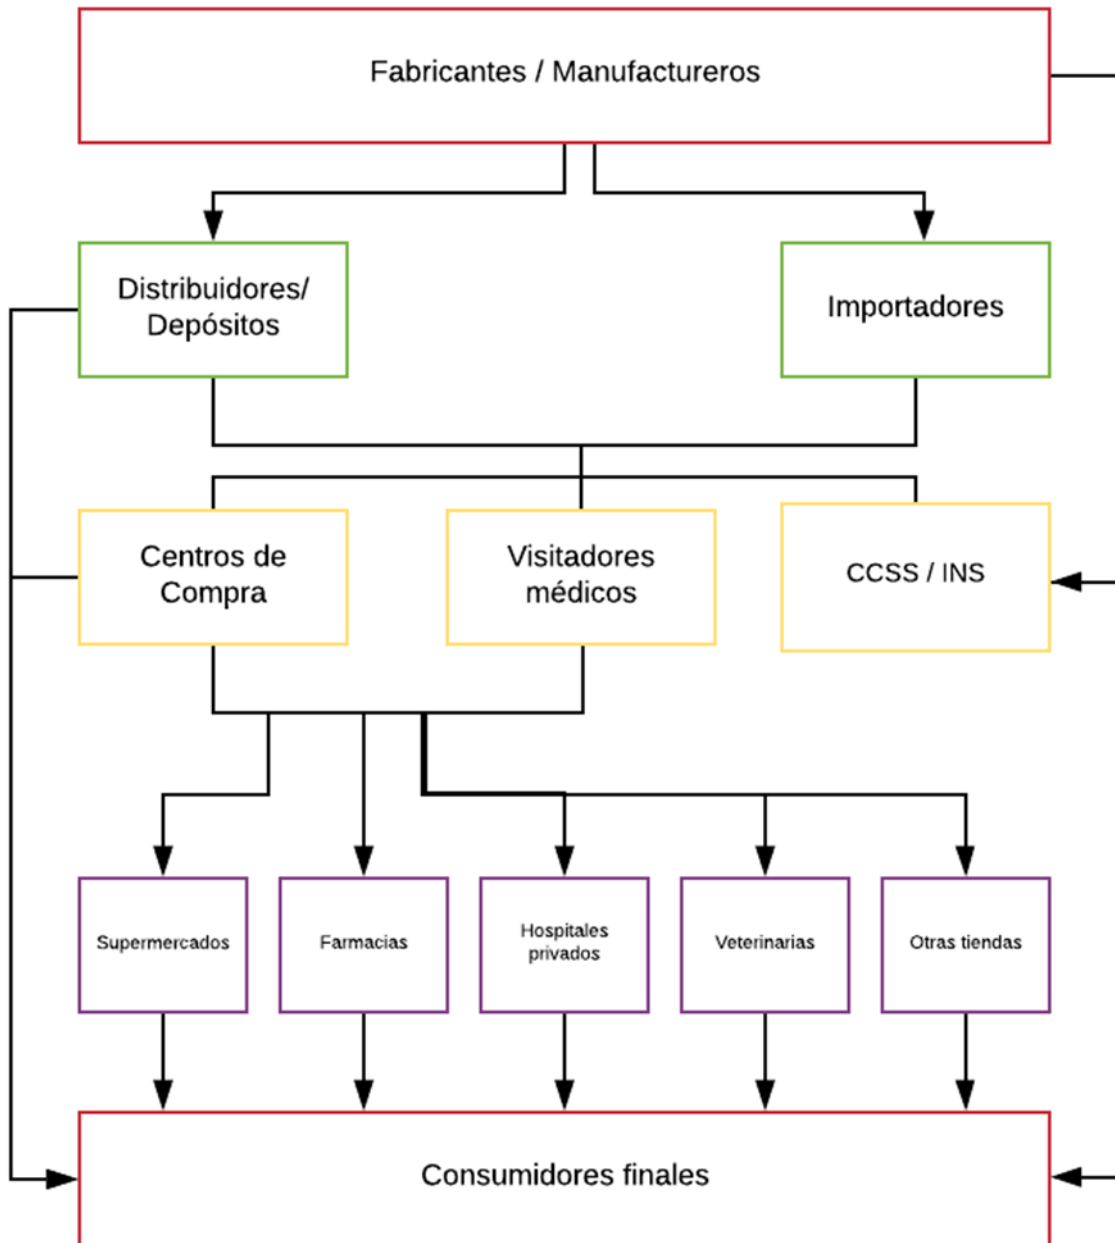 Fabricantes / Manufactureros
Distribuidores/
Depósitos
Importadores
Centros de
Compra
Visitadores
médicos
CCSS / INS
Supermercados
Farmacias
Hospitales
privados
Veterinarias
Otras tiendas
Consumidores finales